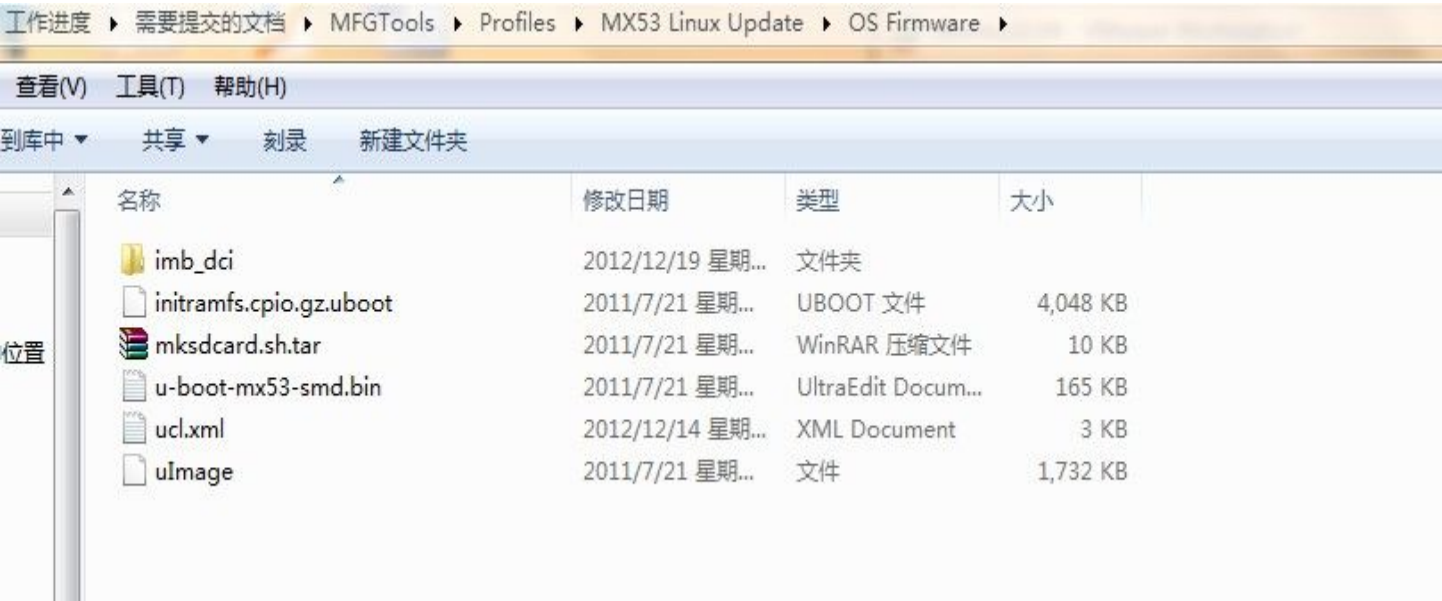 工作进度 ▸ 需要提交的文档 ▸ MFGTools ▸ Profiles ▸ MX53 Linux Update ▸ OS Firmware ▸
查看(V) 工具(T) 帮助(H)
到库中 共享 刻录 新建文件夹
名称 修改日期 类型 大小
imb_dci 2012/12/19 星期... 文件夹
initramfs.cpio.gz.uboot 2011/7/21 星期... UBOOT 文件 4,048 KB
位置 mksdcard.sh.tar 2011/7/21 星期... WinRAR 压缩文件 10 KB
u-boot-mx53-smd.bin 2011/7/21 星期... UltraEdit Docum... 165 KB
ucl.xml 2012/12/14 星期... XML Document 3 KB
uImage 2011/7/21 星期... 文件 1,732 KB